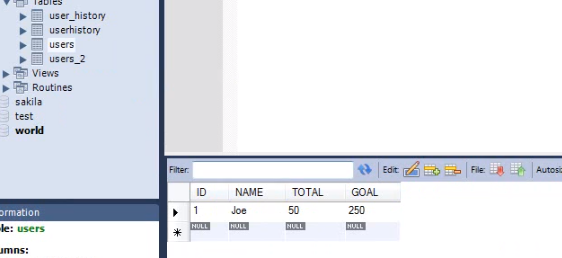 Tables
user_history
userhistory
users
users_2
Views
Routines
sakila
test
world
Filter: Edit: File: Autosi
ID NAME TOTAL GOAL
1 Joe 50 250
NULL NULL NULL NULL
ormation
ble: users
umns: